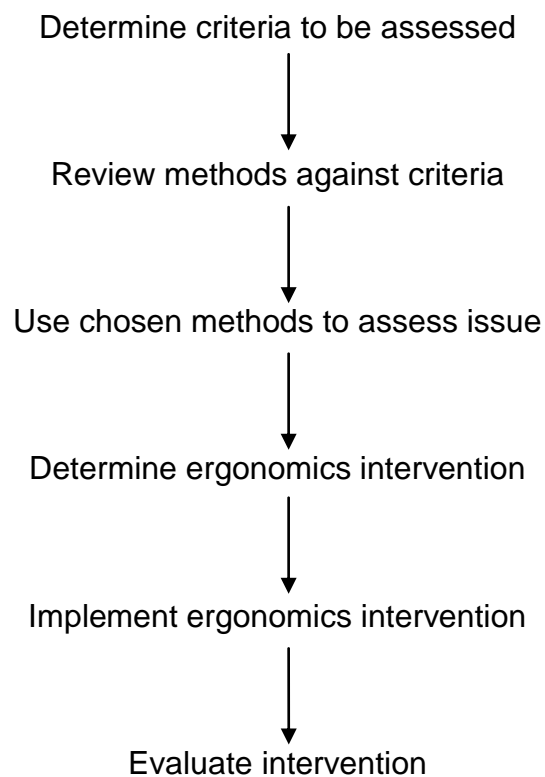 Determine criteria to be assessed
Review methods against criteria
Use chosen methods to assess issue
Determine ergonomics intervention
Implement ergonomics intervention
Evaluate intervention